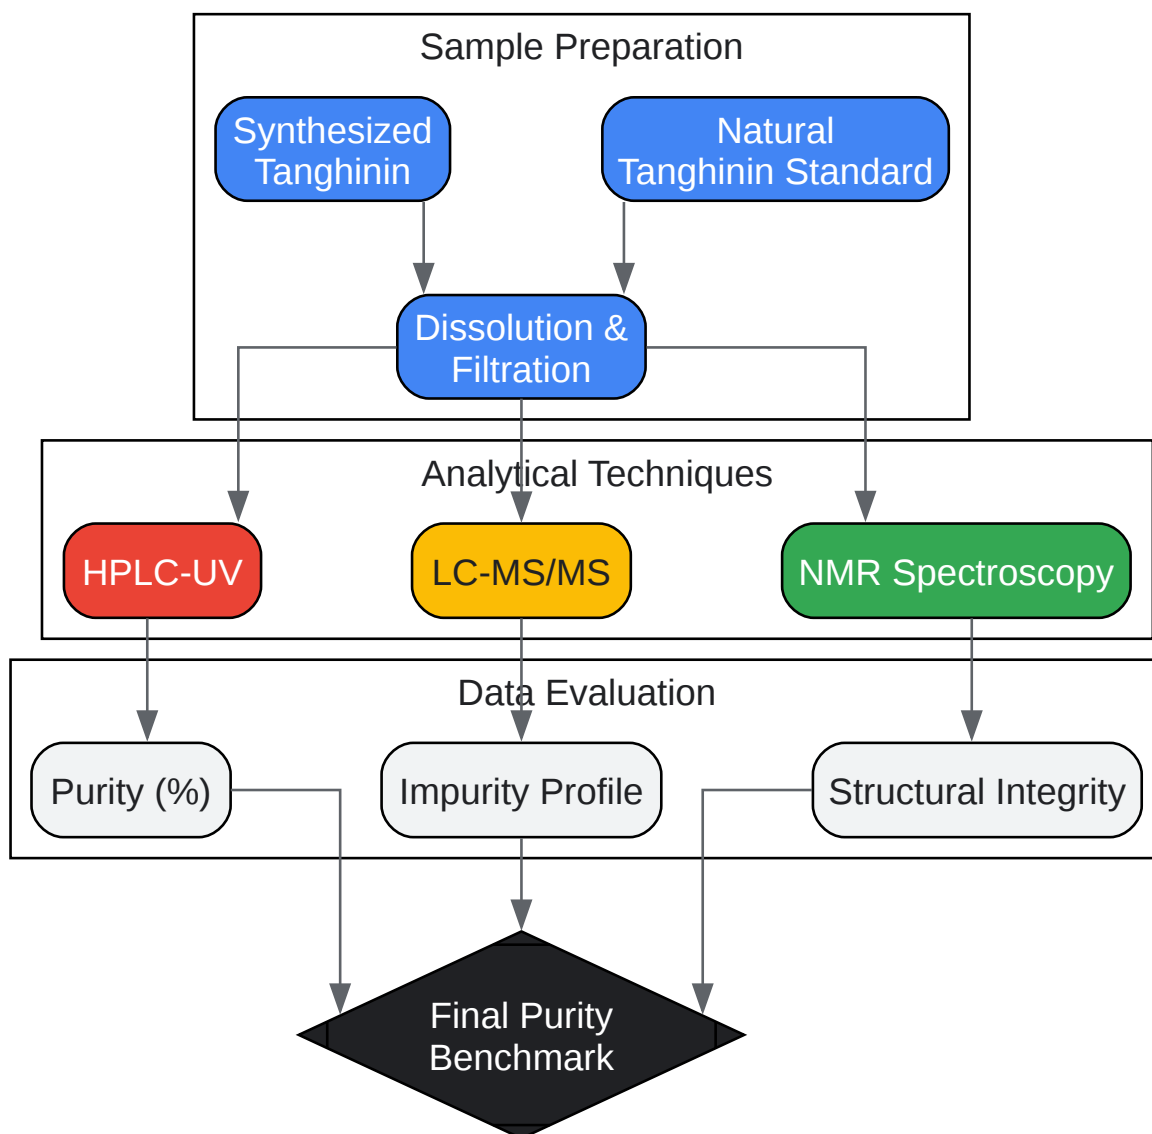 Sample Preparation
Synthesized
Tanghinin
Natural
Tanghinin Standard
Dissolution &
Filtration
Analytical Techniques
HPLC-UV
LC-MS/MS
NMR Spectroscopy
Data Evaluation
Purity (%)
Impurity Profile
Structural Integrity
Final Purity
Benchmark